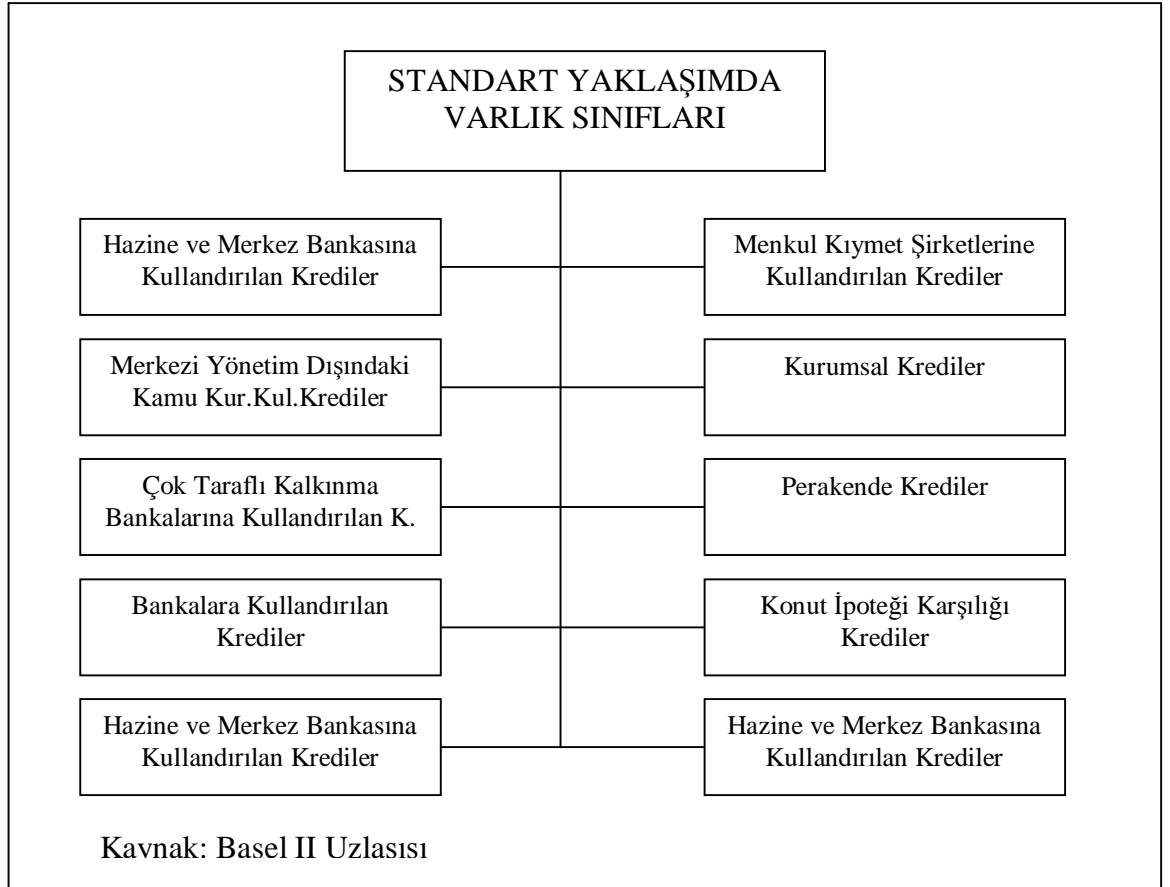 STANDART YAKLAŞIMDA
VARLIK SINIFLARI
Hazine ve Merkez Bankasına
Kullandırılan Krediler
Menkul Kıymet Şirketlerine
Kullandırılan Krediler
Merkezi Yönetim Dışındaki
Kamu Kur.Kul.Krediler
Kurumsal Krediler
Çok Taraflı Kalkınma
Bankalarına Kullandırılan K.
Perakende Krediler
Bankalara Kullandırılan
Krediler
Konut İpoteği Karşılığı
Krediler
Hazine ve Merkez Bankasına
Kullandırılan Krediler
Hazine ve Merkez Bankasına
Kullandırılan Krediler
Kaynak: Basel II Uzlaşısı